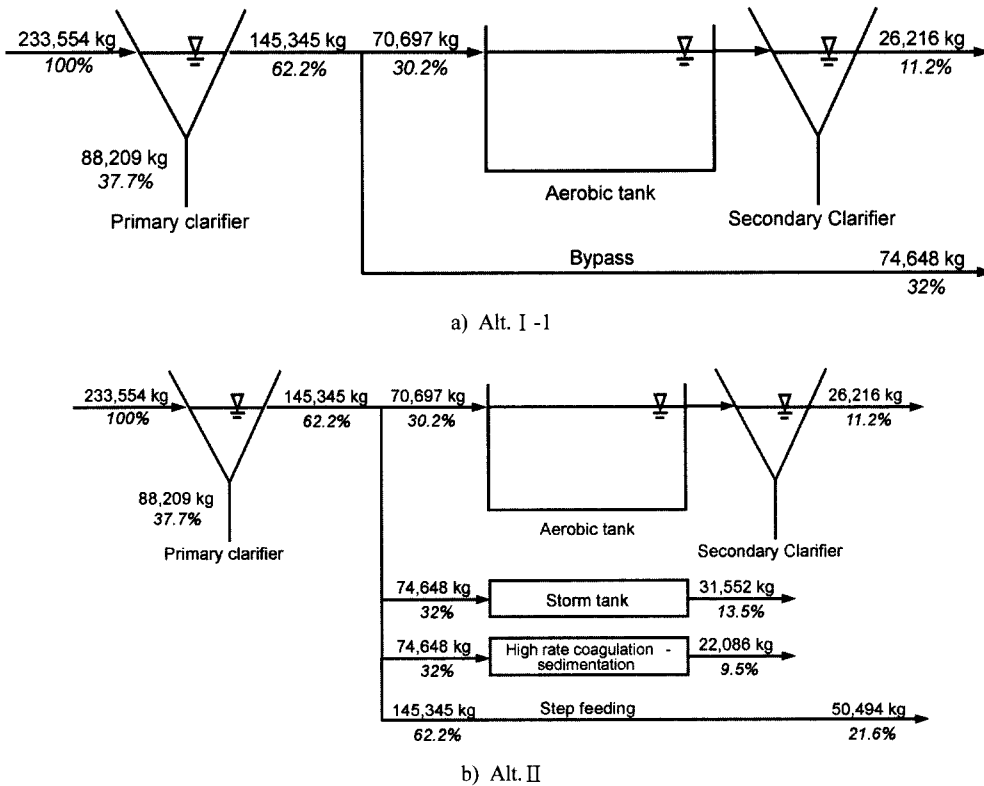 233,554 kg
100%
145,345 kg
62.2%
70,697 kg
30.2%
26,216 kg
11.2%
88,209 kg
37.7%
Primary clarifier
Aerobic tank
Secondary Clarifier
Bypass
74,648 kg
32%
a) Alt. Ⅰ -1
233,554 kg
100%
145,345 kg
62.2%
70,697 kg
30.2%
26,216 kg
11.2%
88,209 kg
37.7%
Primary clarifier
Aerobic tank
Secondary Clarifier
74,648 kg
32%
Storm tank
31,552 kg
13.5%
74,648 kg
32%
High rate coagulation -
sedimentation
22,086 kg
9.5%
145,345 kg
62.2%
Step feeding
50,494 kg
21.6%
b) Alt. Ⅱ